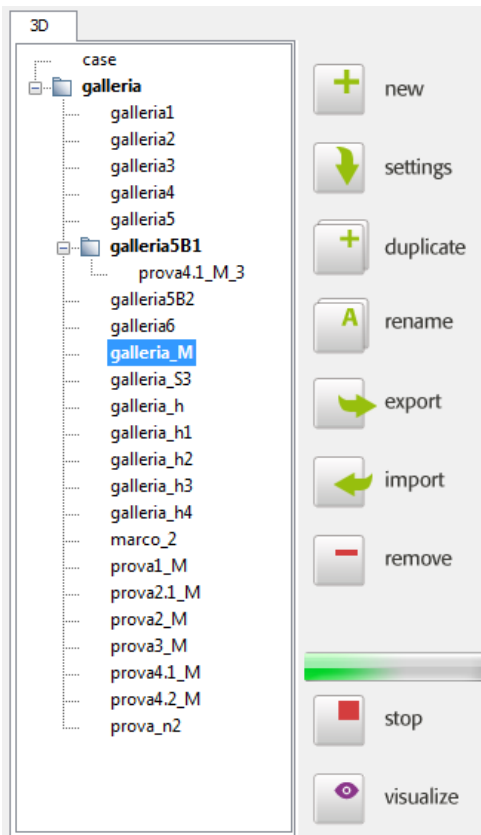 3D
case
galleria
galleria1
galleria2
galleria3
galleria4
galleria5
galleria5B1
prova4.1_M_3
galleria5B2
galleria6
galleria_M
galleria_S3
galleria_h
galleria_h1
galleria_h2
galleria_h3
galleria_h4
marco_2
prova1_M
prova2.1_M
prova2_M
prova3_M
prova4.1_M
prova4.2_M
prova_n2
new
settings
duplicate
A
rename
export
import
remove
stop
visualize